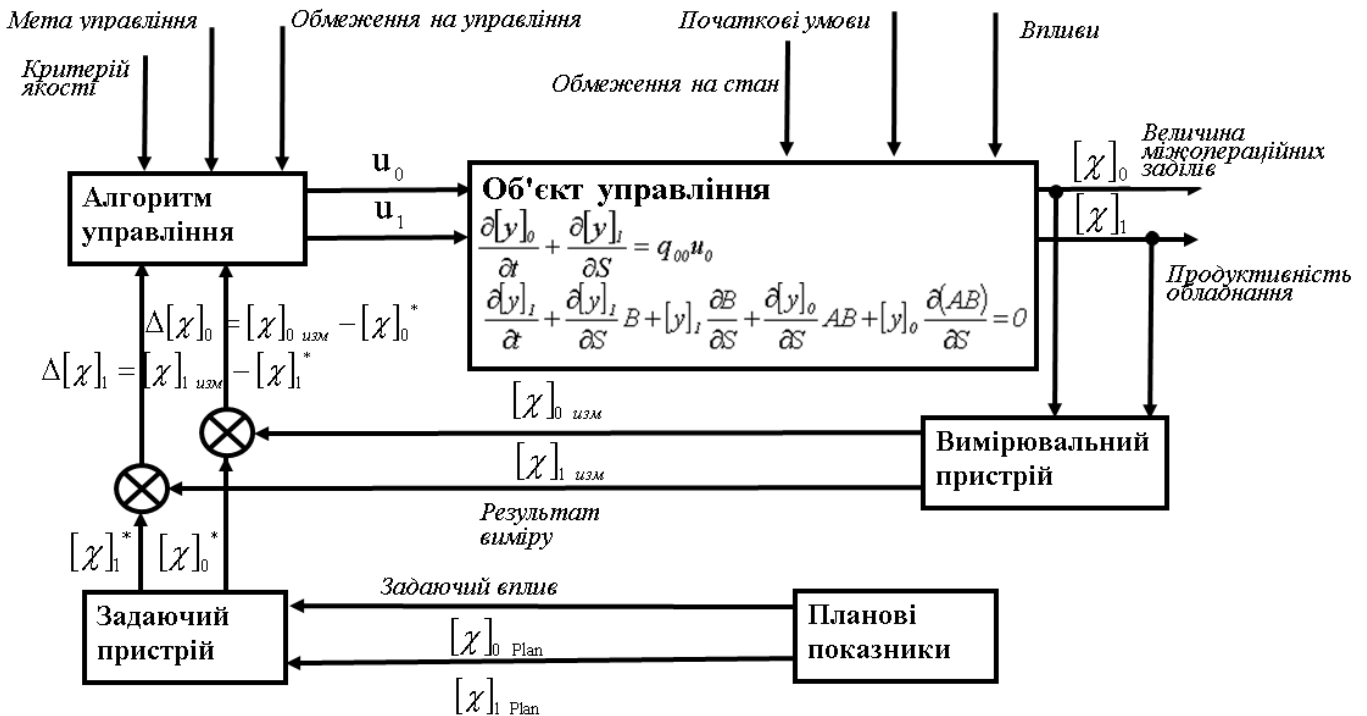 Мета управління
Обмеження на управління
Початкові умови
Впливи
Критерій
якості
Обмеження на стан
Величина
міжопераційних
заділів
u₀
[χ]₀
Алгоритм
управління
Об'єкт управління
u₁
[χ]₁
∂[y]₀/∂t + ∂[y]₁/∂S = q₀₀u₀
Продуктивність
обладнання
∂[y]₁/∂t + ∂[y]₁/∂S B + [y]₁ ∂B/∂S + ∂[y]₀/∂S AB + [y]₀ ∂(AB)/∂S = 0
Δ[χ]₀ = [χ]₀ изм − [χ]₀*
Δ[χ]₁ = [χ]₁ изм − [χ]₁*
[χ]₀ изм
Вимірювальний
пристрій
[χ]₁ изм
Результат
виміру
[χ]₁* [χ]₀*
Задаючий вплив
Задаючий
пристрій
Планові
показники
[χ]₀ Plan
[χ]₁ Plan